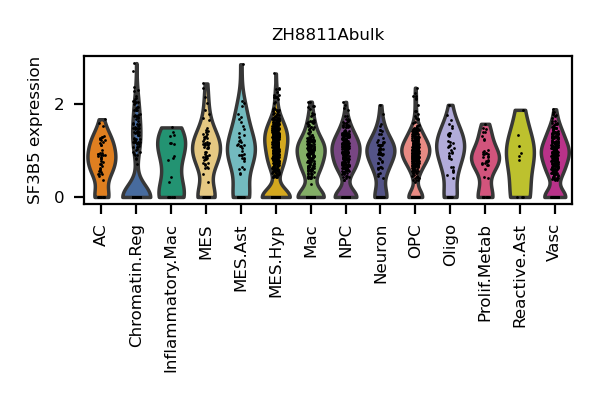 ZH8811Abulk
SF3B5 expression
2
0
AC
Chromatin.Reg
Inflammatory.Mac
MES
MES.Ast
MES.Hyp
Mac
NPC
Neuron
OPC
Oligo
Prolif.Metab
Reactive.Ast
Vasc